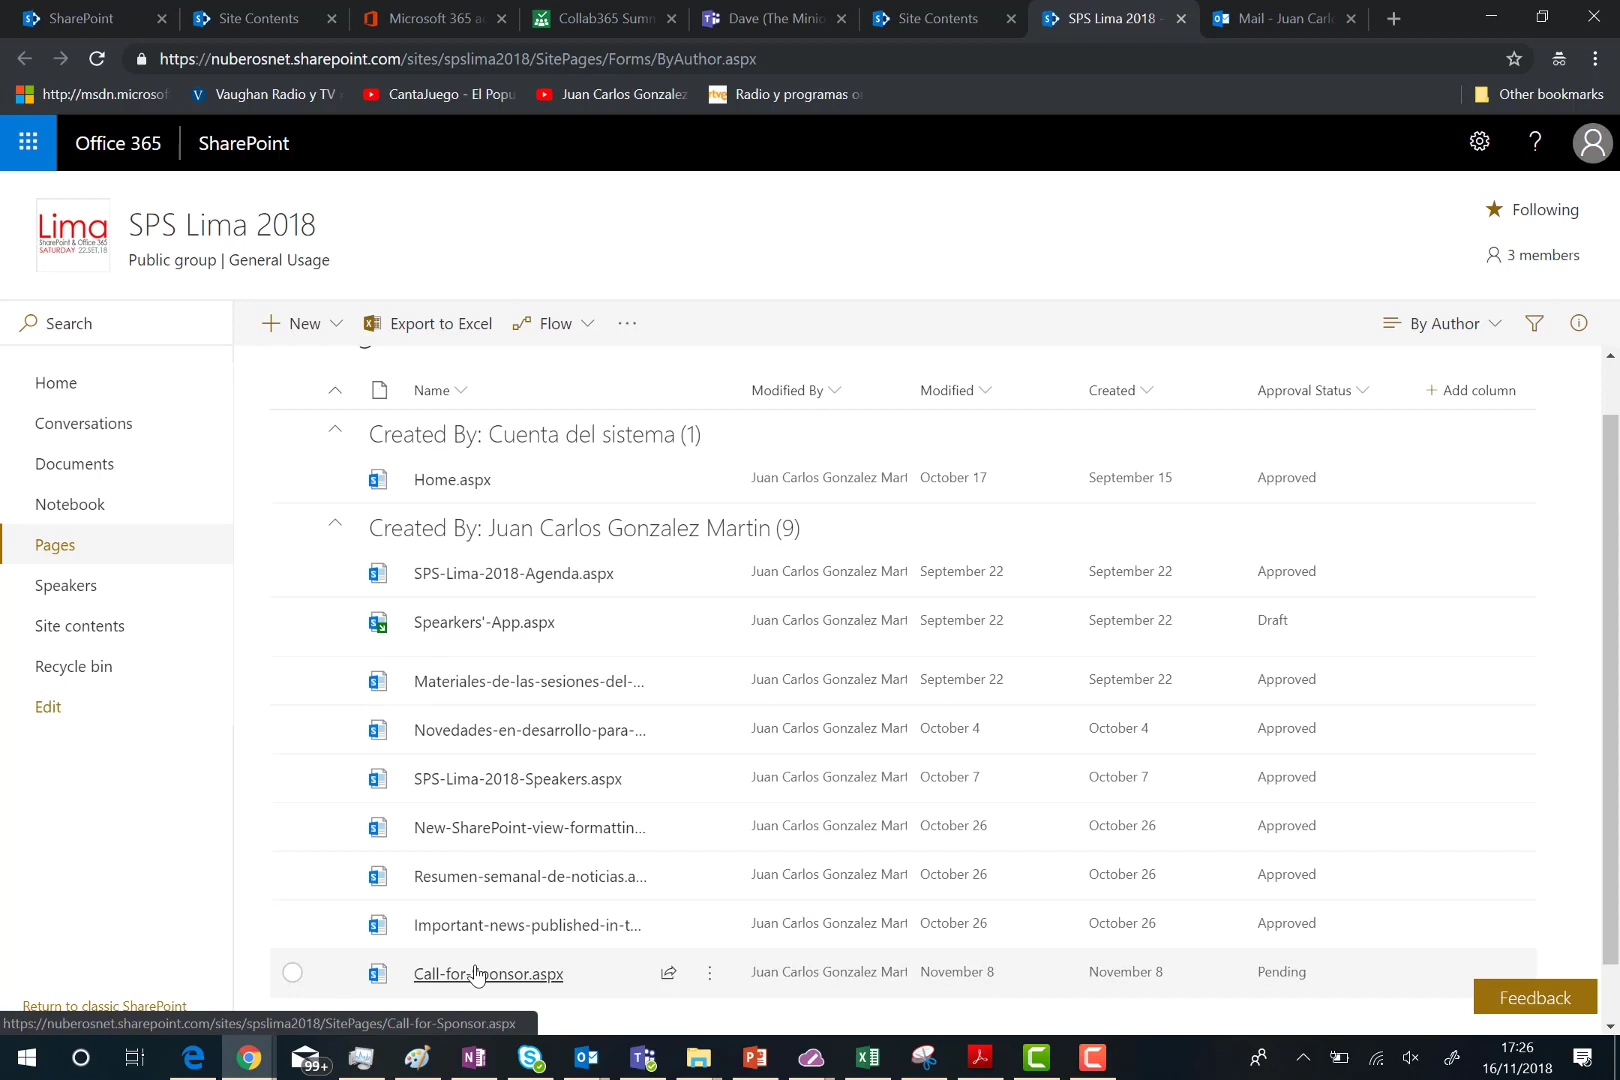 SharePoint
Site Contents
Microsoft 365 a
Collab365 Sumn
Dave (The Minio
Site Contents
SPS Lima 2018 -
Mail - Juan Carl
https://nuberosnet.sharepoint.com/sites/spslima2018/SitePages/Forms/ByAuthor.aspx
http://msdn.microsof
Vaughan Radio y TV
CantaJuego - El Popu
Juan Carlos Gonzalez
rtve Radio y programas o
Other bookmarks
Office 365
SharePoint
Lima
SharePoint & Office 365
SATURDAY 22.SET.18
SPS Lima 2018
Public group | General Usage
Following
3 members
Search
New
Export to Excel
Flow
By Author
Home
Conversations
Documents
Notebook
Pages
Speakers
Site contents
Recycle bin
Edit
Return to classic SharePoint
Name Modified By Modified Created Approval Status + Add column
Created By: Cuenta del sistema (1)
Home.aspx Juan Carlos Gonzalez Mart October 17 September 15 Approved
Created By: Juan Carlos Gonzalez Martin (9)
SPS-Lima-2018-Agenda.aspx Juan Carlos Gonzalez Mart September 22 September 22 Approved
Spearkers'-App.aspx Juan Carlos Gonzalez Mart September 22 September 22 Draft
Materiales-de-las-sesiones-del-... Juan Carlos Gonzalez Mart September 22 September 22 Approved
Novedades-en-desarrollo-para-... Juan Carlos Gonzalez Mart October 4 October 4 Approved
SPS-Lima-2018-Speakers.aspx Juan Carlos Gonzalez Mart October 7 October 7 Approved
New-SharePoint-view-formattin... Juan Carlos Gonzalez Mart October 26 October 26 Approved
Resumen-semanal-de-noticias.a... Juan Carlos Gonzalez Mart October 26 October 26 Approved
Important-news-published-in-t... Juan Carlos Gonzalez Mart October 26 October 26 Approved
Call-for-Sponsor.aspx Juan Carlos Gonzalez Mart November 8 November 8 Pending
Feedback
https://nuberosnet.sharepoint.com/sites/spslima2018/SitePages/Call-for-Sponsor.aspx
99+
17:26
16/11/2018